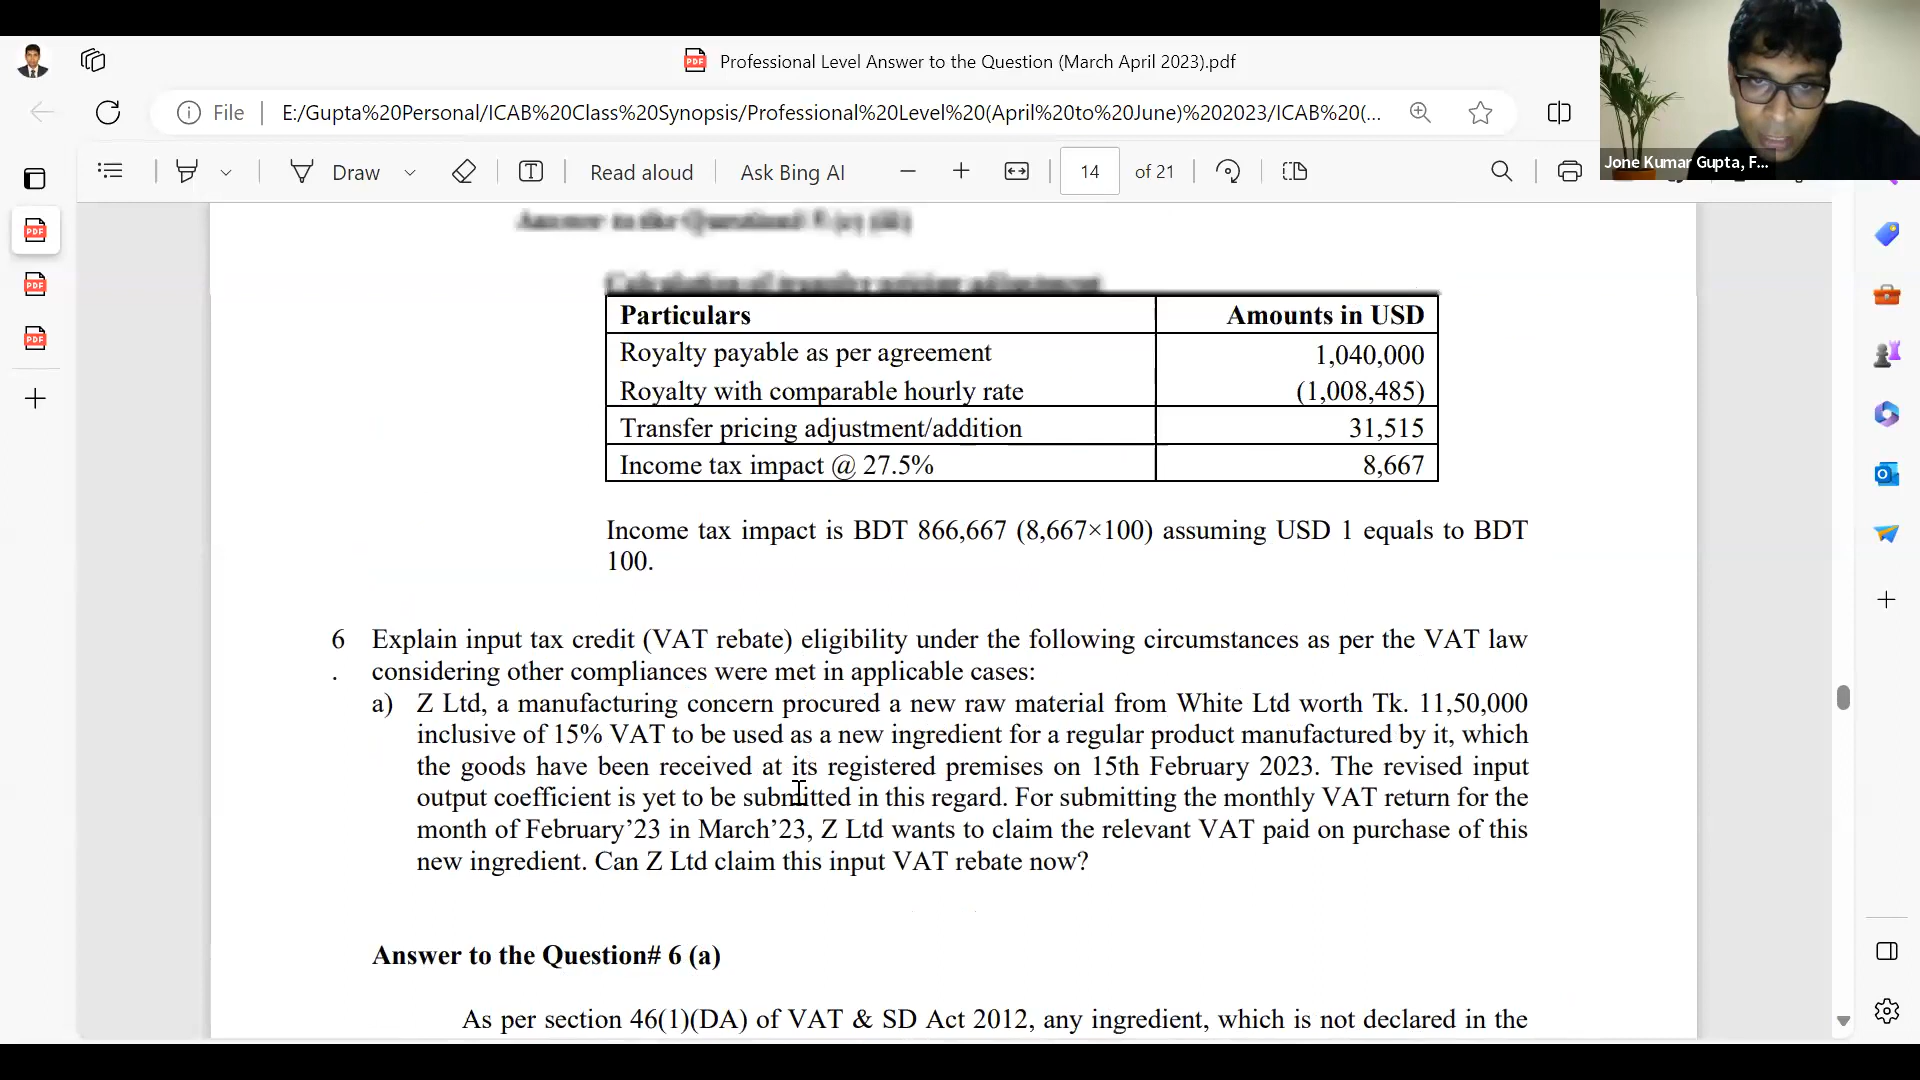 Professional Level Answer to the Question (March April 2023).pdf
File
E:/Gupta%20Personal/ICAB%20Class%20Synopsis/Professional%20Level%20(April%20to%20June)%202023/ICAB%20(...
Draw
Read aloud
Ask Bing AI
14 of 21
Jone Kumar Gupta, F...
Answer to the Question# 5 (c) (iii)
Calculation of transfer pricing adjustment
Particulars Amounts in USD
Royalty payable as per agreement 1,040,000
Royalty with comparable hourly rate (1,008,485)
Transfer pricing adjustment/addition 31,515
Income tax impact @ 27.5% 8,667
Income tax impact is BDT 866,667 (8,667×100) assuming USD 1 equals to BDT
100.
6 Explain input tax credit (VAT rebate) eligibility under the following circumstances as per the VAT law
. considering other compliances were met in applicable cases:
a) Z Ltd, a manufacturing concern procured a new raw material from White Ltd worth Tk. 11,50,000
inclusive of 15% VAT to be used as a new ingredient for a regular product manufactured by it, which
the goods have been received at its registered premises on 15th February 2023. The revised input
output coefficient is yet to be submitted in this regard. For submitting the monthly VAT return for the
month of February’23 in March’23, Z Ltd wants to claim the relevant VAT paid on purchase of this
new ingredient. Can Z Ltd claim this input VAT rebate now?
Answer to the Question# 6 (a)
As per section 46(1)(DA) of VAT & SD Act 2012, any ingredient, which is not declared in the